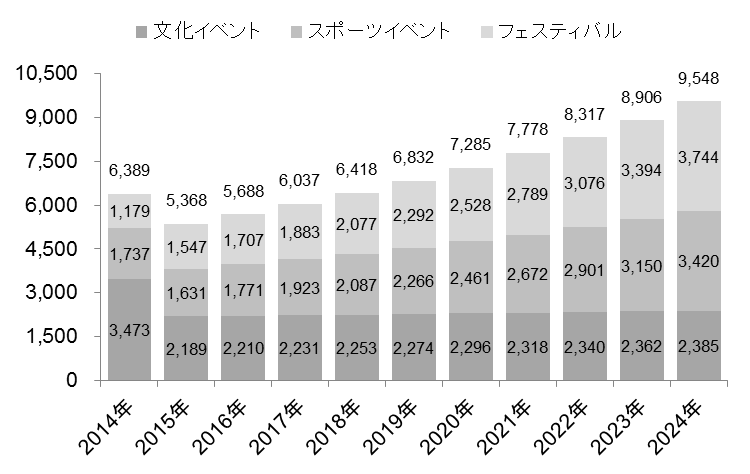 文化イベント スポーツイベント フェスティバル
10,500
9,000
7,500
6,000
4,500
3,000
1,500
0
6,389 5,368 5,688 6,037 6,418 6,832 7,285 7,778 8,317 8,906 9,548
1,179 1,547 1,707 1,883 2,077 2,292 2,528 2,789 3,076 3,394 3,744
1,737 1,631 1,771 1,923 2,087 2,266 2,461 2,672 2,901 3,150 3,420
3,473 2,189 2,210 2,231 2,253 2,274 2,296 2,318 2,340 2,362 2,385
2014年 2015年 2016年 2017年 2018年 2019年 2020年 2021年 2022年 2023年 2024年